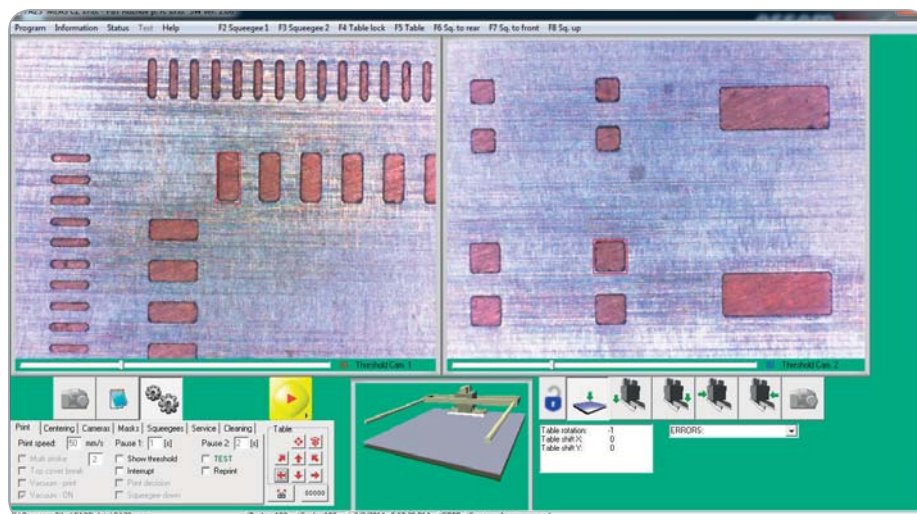 Program Information Status Test Help F2 Squeegee 1 F3 Squeegee 2 F4 Table lock F5 Table F6 Sq. to rear F7 Sq. to front F8 Sq. up
Threshold Cam. 1
Threshold Cam. 2
Print Centering Cameras Masks Squeegees Service Cleaning
Table:
Print speed: 50 mm/s Pause 1: 1 [s] Pause 2: 2 [s]
Multi stroke 2 Show threshold TEST
Top cover break Interrupt Reprint
Vacuum - print Print decision
Vacuum - ON Squeegee down
00000
Table rotation: -1
Table shift X: 0
Table shift Y: 0
ERRORS: